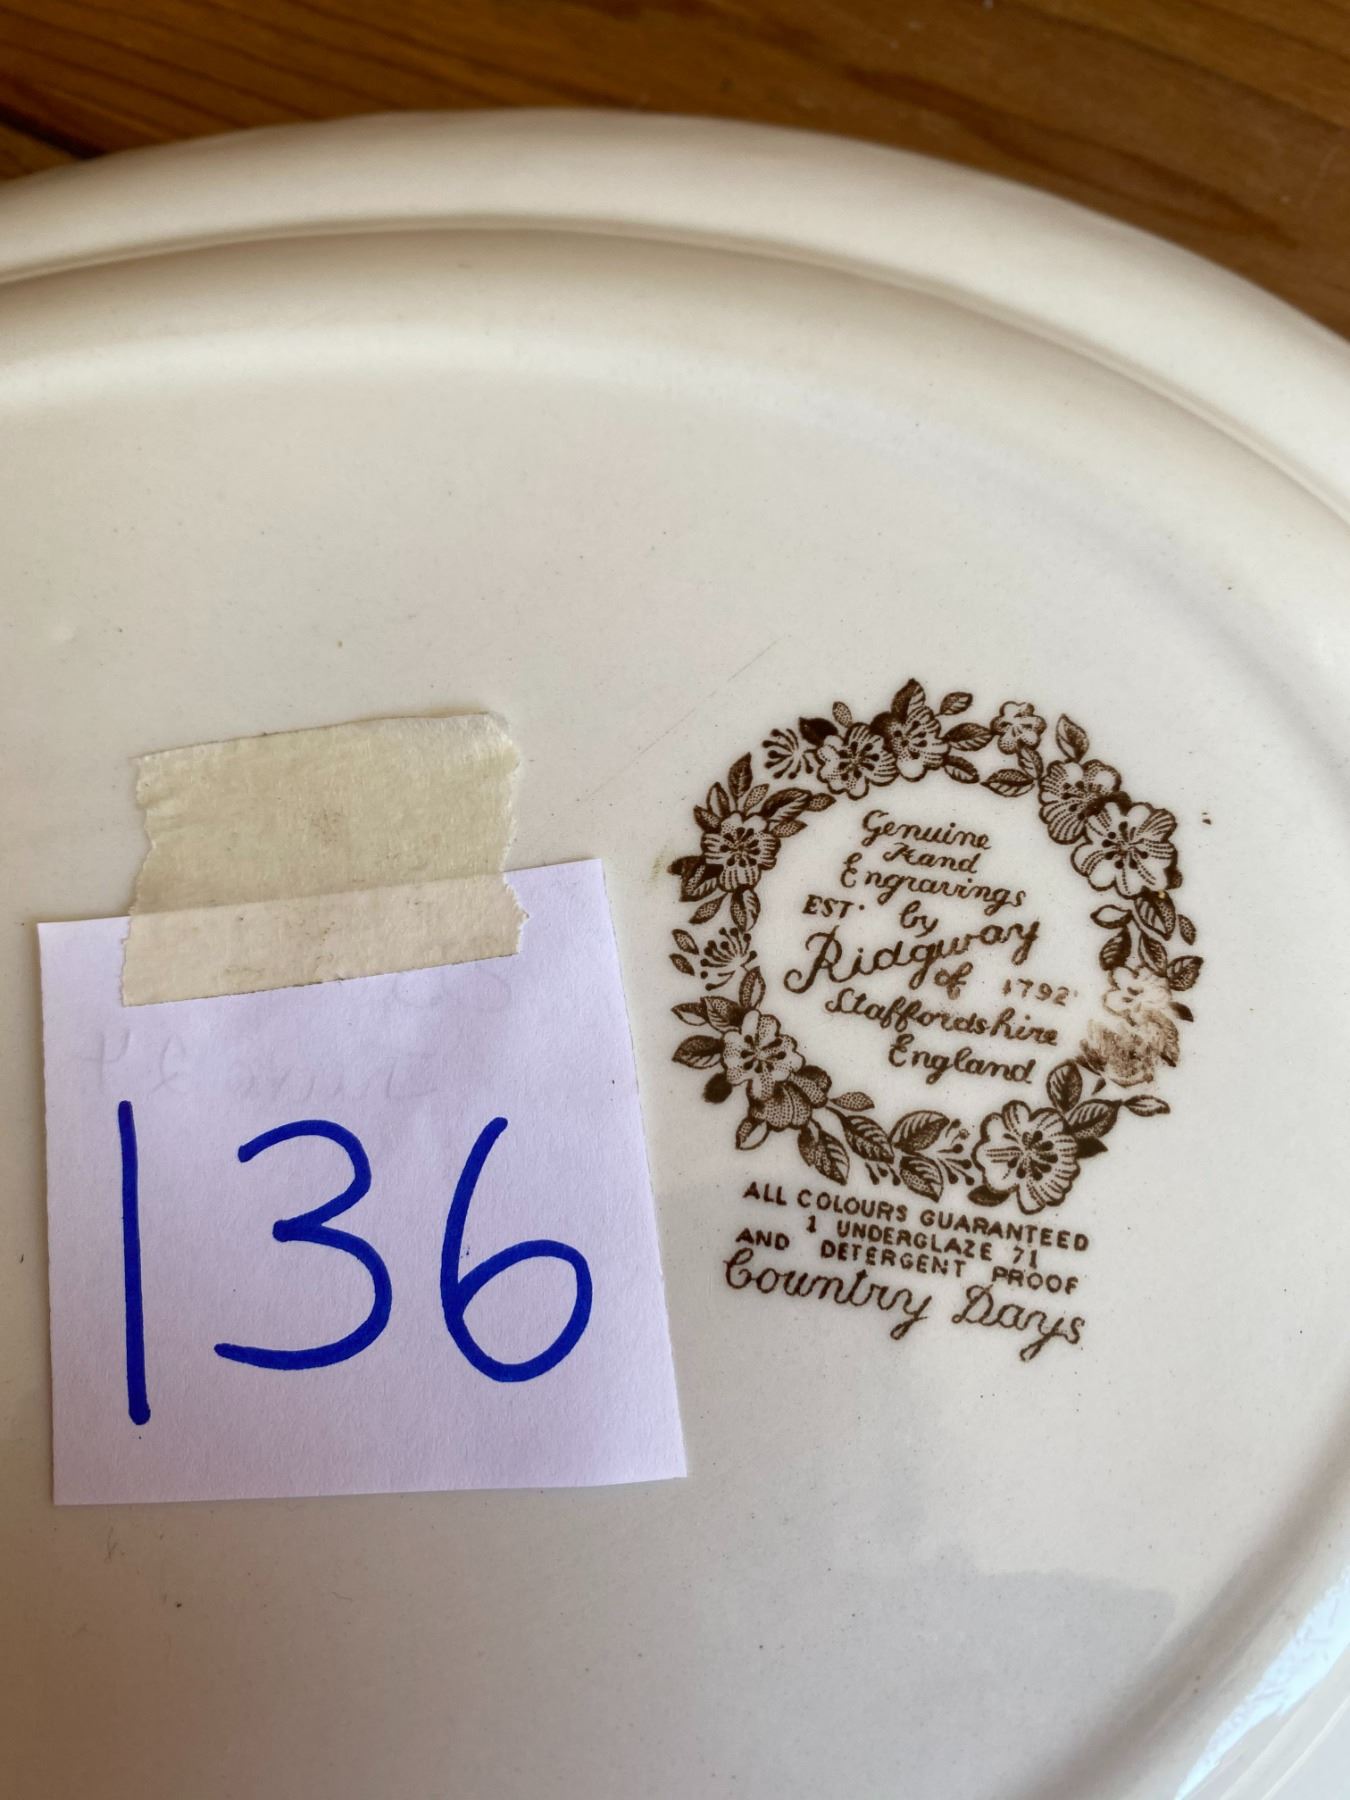 136
Genuine
Hand
Engravings
EST. by
Ridgway
of 1792
Staffordshire
England
ALL COLOURS GUARANTEED
1 UNDERGLAZE 71
AND DETERGENT PROOF
Country Days